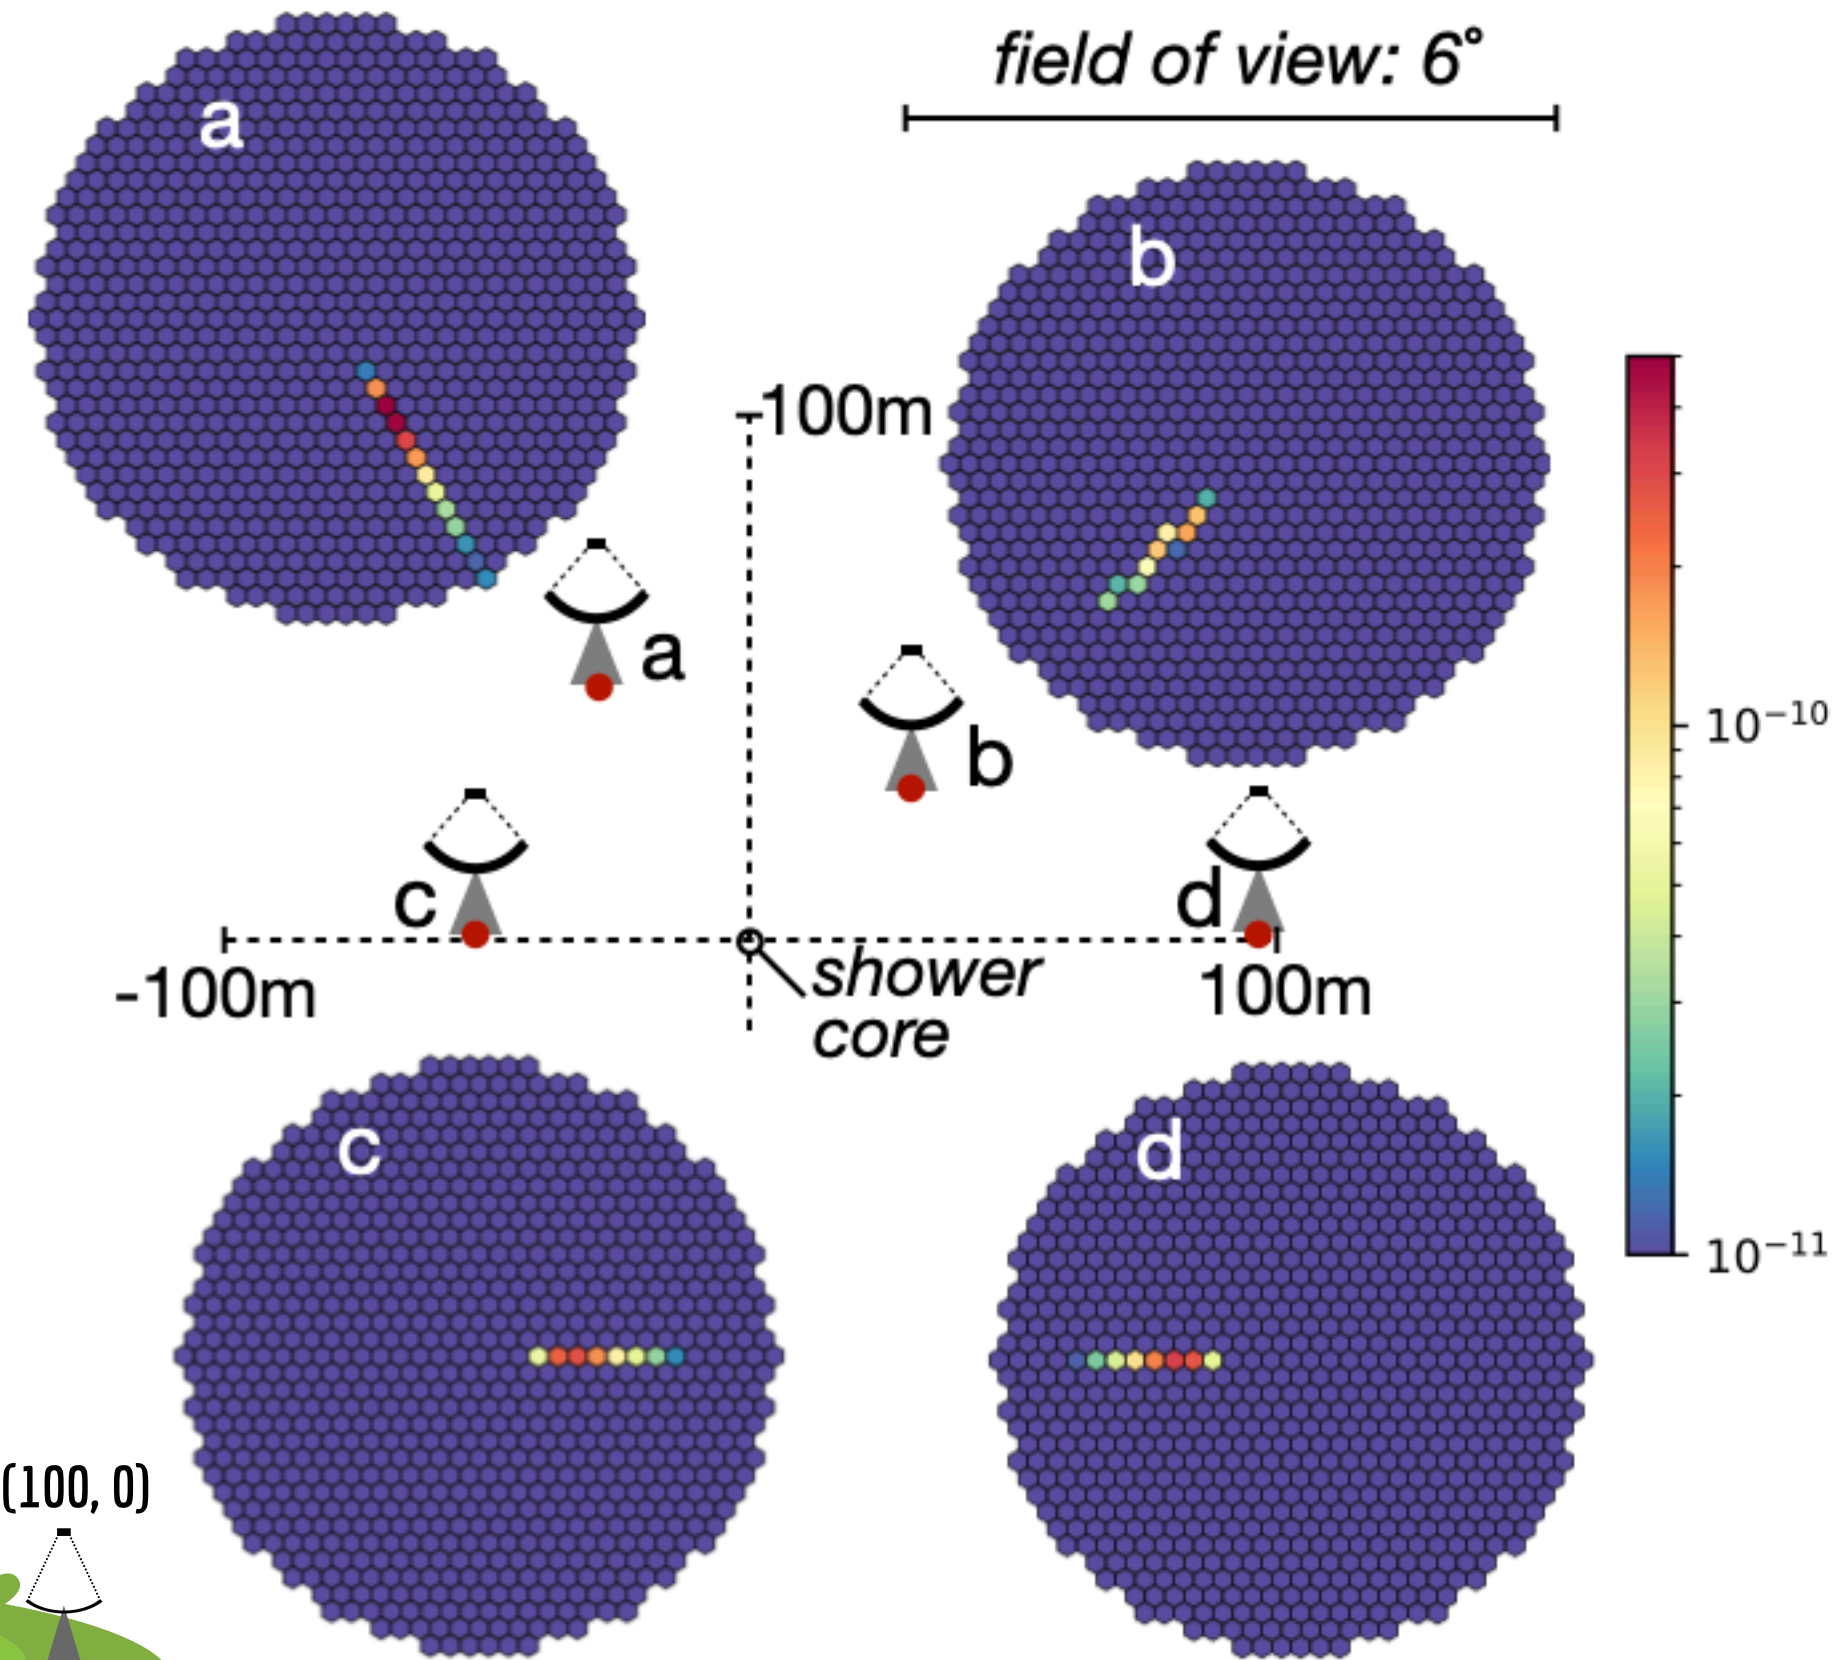 a
field of view: 6°
b
-100m
a
b
10⁻¹⁰
c
d
shower
core
-100m
100m
c
d
10⁻¹¹
(100, 0)